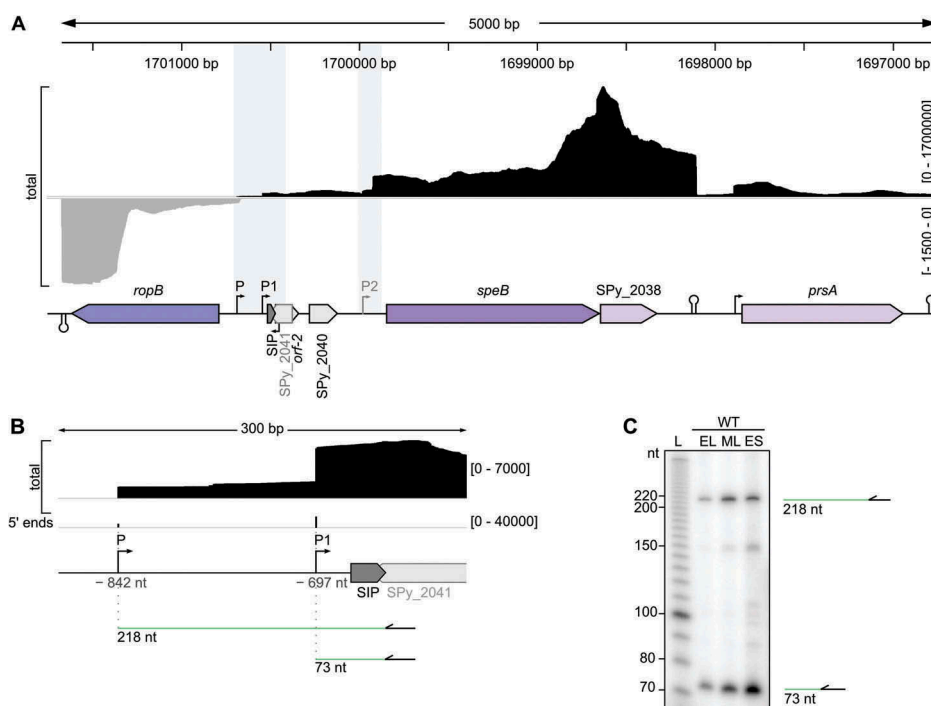 A
5000 bp
1701000 bp 1700000 bp 1699000 bp 1698000 bp 1697000 bp
total
[0 - 1700000]
[- 1500 - 0]
ropB P P1 P2 speB SPy_2038 prsA
SIP
SPy_2041
orf-2
SPy_2040
B
300 bp
total
[0 - 7000]
5' ends
[0 - 40000]
P P1
– 842 nt – 697 nt
SIP SPy_2041
218 nt
73 nt
C
WT
L EL ML ES
nt
220
200
150
100
80
70
218 nt
73 nt